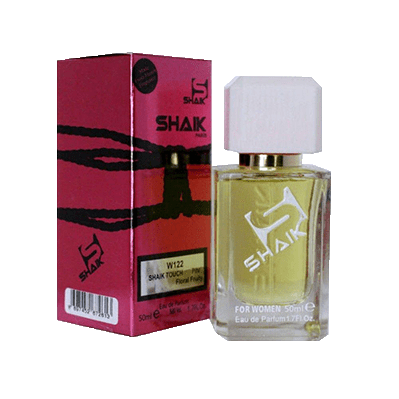 SHAIK
SHAIK
W122
SHAIK TOUCH
Floral Fruity
SHAIK
Eau de Parfum
50ml
SHAIK
FOR WOMEN 50ml
Eau de Parfum 1.7Fl Oz.